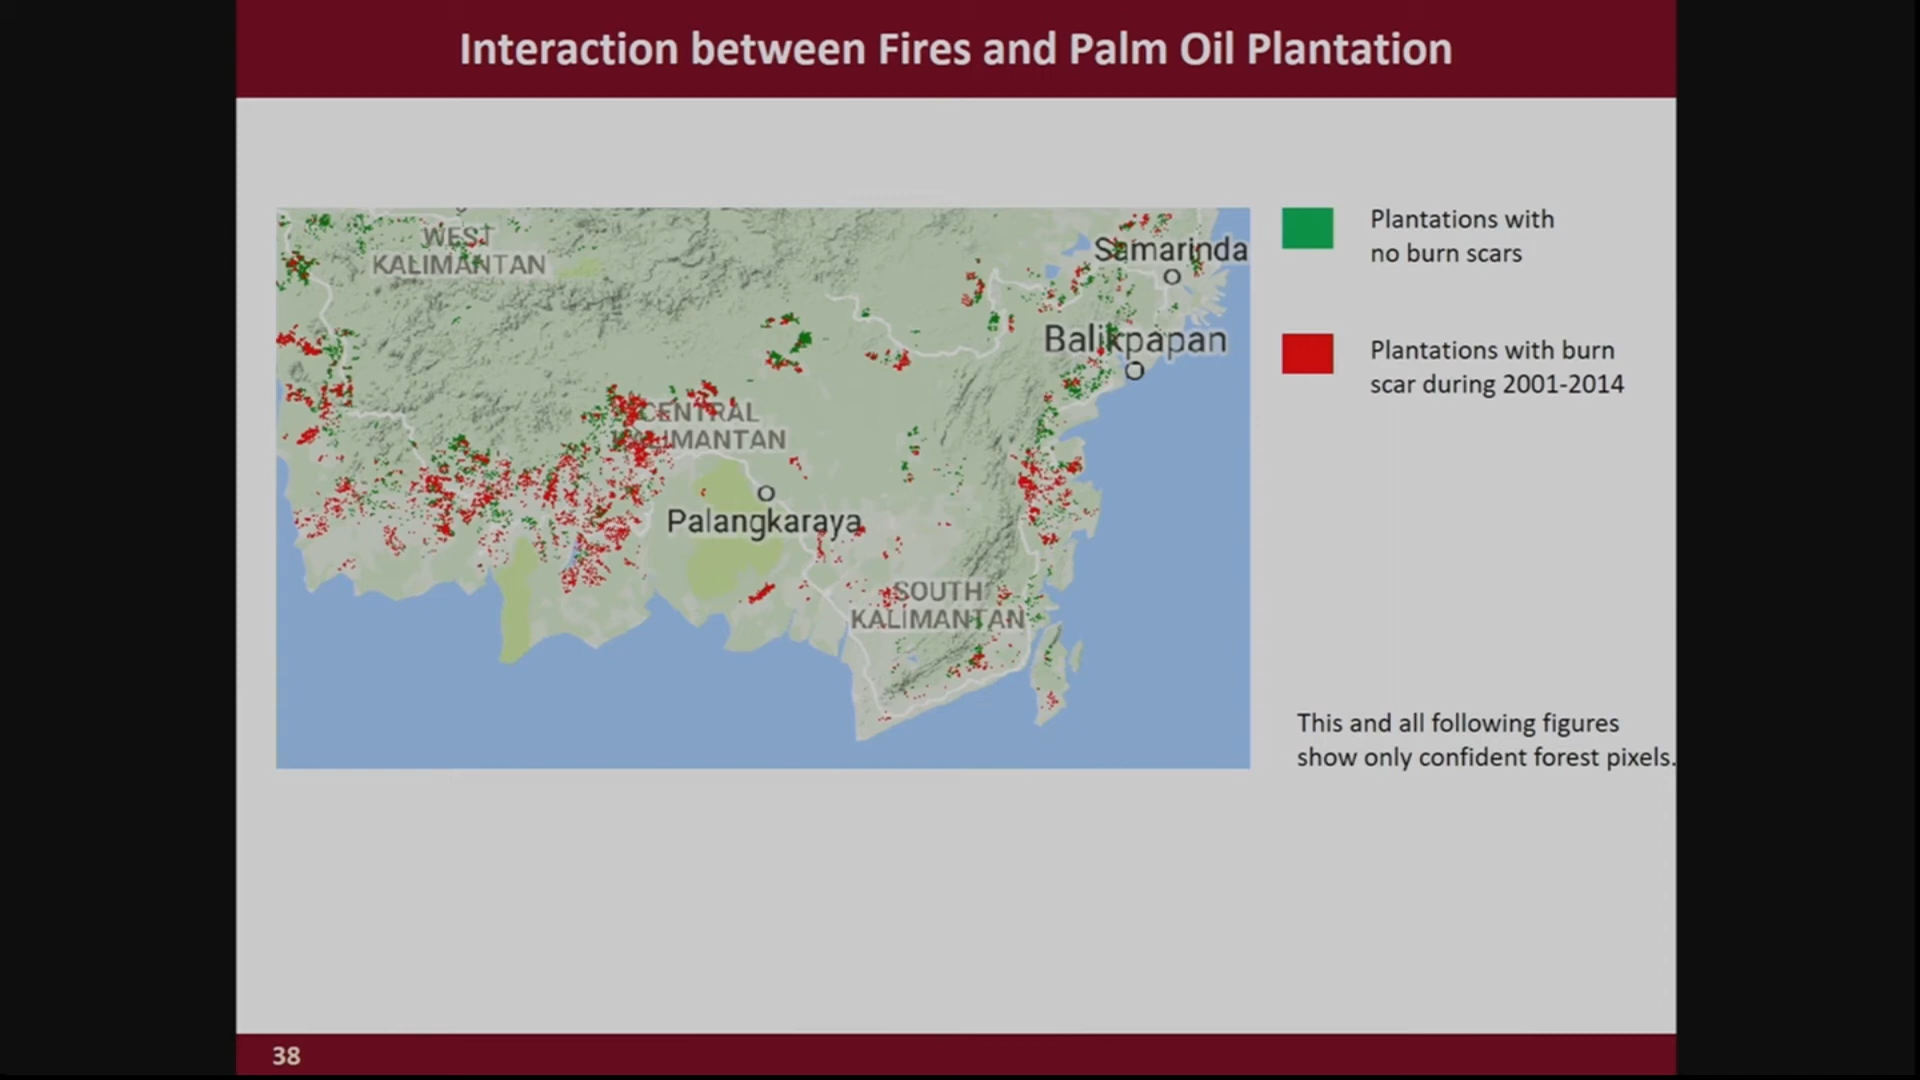 Interaction between Fires and Palm Oil Plantation
WEST
KALIMANTAN
Samarinda
Balikpapan
CENTRAL
KALIMANTAN
Palangkaraya
SOUTH
KALIMANTAN
Plantations with
no burn scars
Plantations with burn
scar during 2001-2014
This and all following figures
show only confident forest pixels.
38